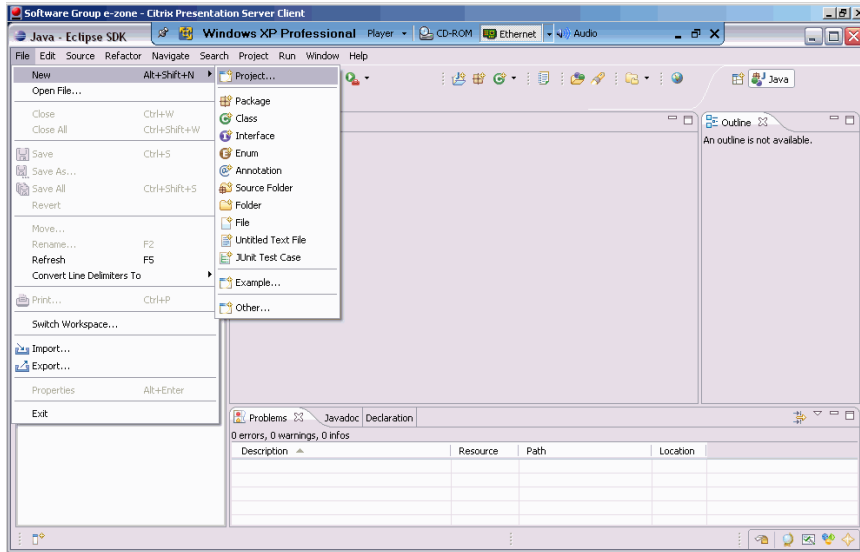 Software Group e-zone - Citrix Presentation Server Client
Java - Eclipse SDK
Windows XP Professional Player CD-ROM Ethernet Audio
File Edit Source Refactor Navigate Search Project Run Window Help
New Alt+Shift+N
Open File...
Close Ctrl+W
Close All Ctrl+Shift+W
Save Ctrl+S
Save As...
Save All Ctrl+Shift+S
Revert
Move...
Rename... F2
Refresh F5
Convert Line Delimiters To
Print... Ctrl+P
Switch Workspace...
Import...
Export...
Properties Alt+Enter
Exit
Project...
Package
Class
Interface
Enum
Annotation
Source Folder
Folder
File
Untitled Text File
JUnit Test Case
Example...
Other...
Java
Outline
An outline is not available.
Problems Javadoc Declaration
0 errors, 0 warnings, 0 infos
Description Resource Path Location